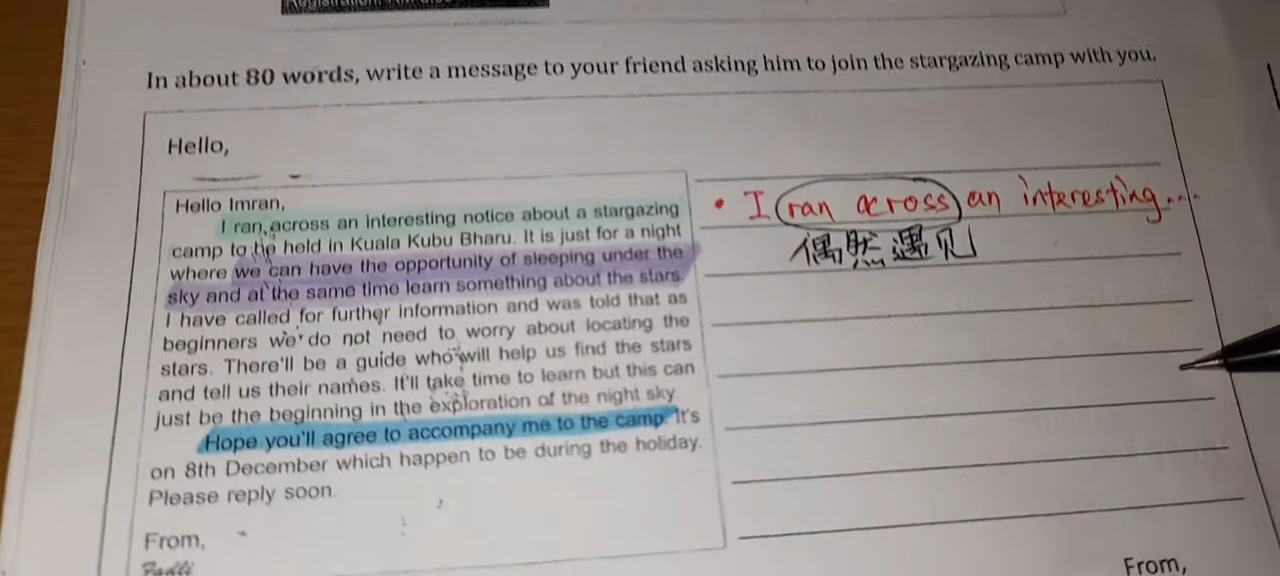 In about 80 words, write a message to your friend asking him to join the stargazing camp with you.
Hello,
Hello Imran,
I ran across an interesting notice about a stargazing
camp to be held in Kuala Kubu Bharu. It is just for a night
where we can have the opportunity of sleeping under the
sky and at the same time learn something about the stars.
I have called for further information and was told that as
beginners we do not need to worry about locating the
stars. There'll be a guide who will help us find the stars
and tell us their names. It'll take time to learn but this can
just be the beginning in the exploration of the night sky.
Hope you'll agree to accompany me to the camp. It's
on 8th December which happen to be during the holiday.
Please reply soon.
From,
Fadli
• I ran across an interesting...
偶然遇见
From,